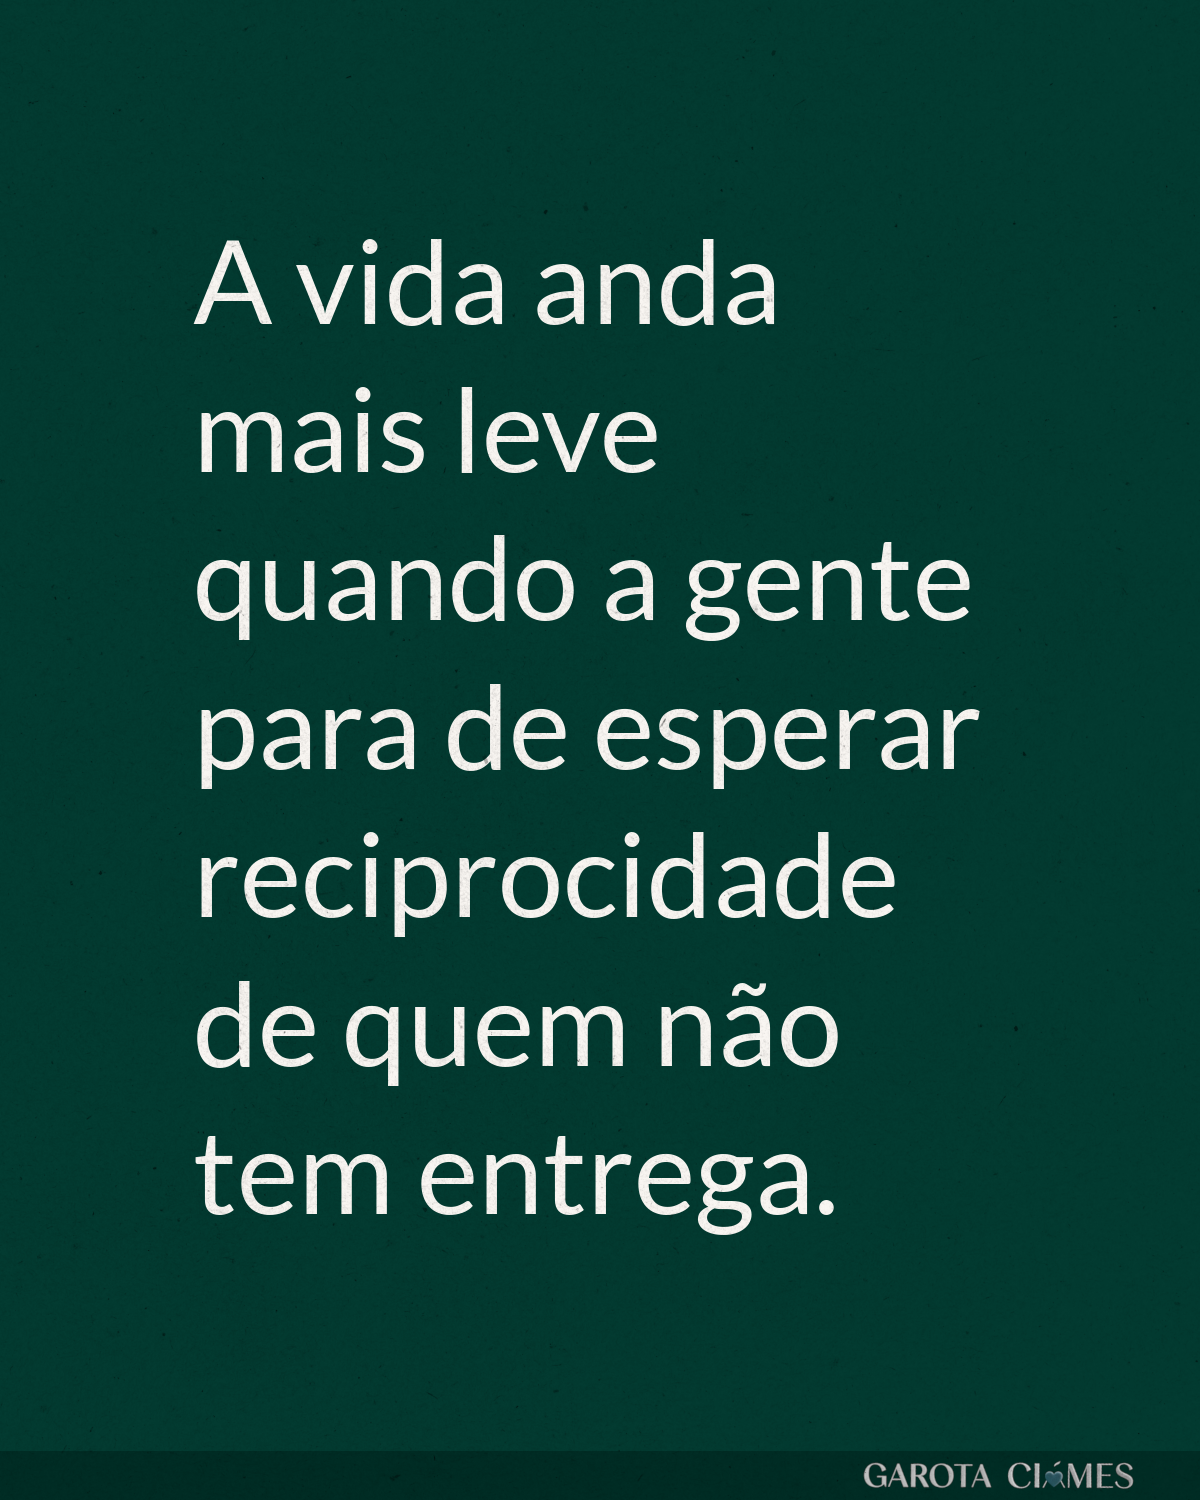 A vida anda
mais leve
quando a gente
para de esperar
reciprocidade
de quem não
tem entrega.
GAROTA CIÚMES